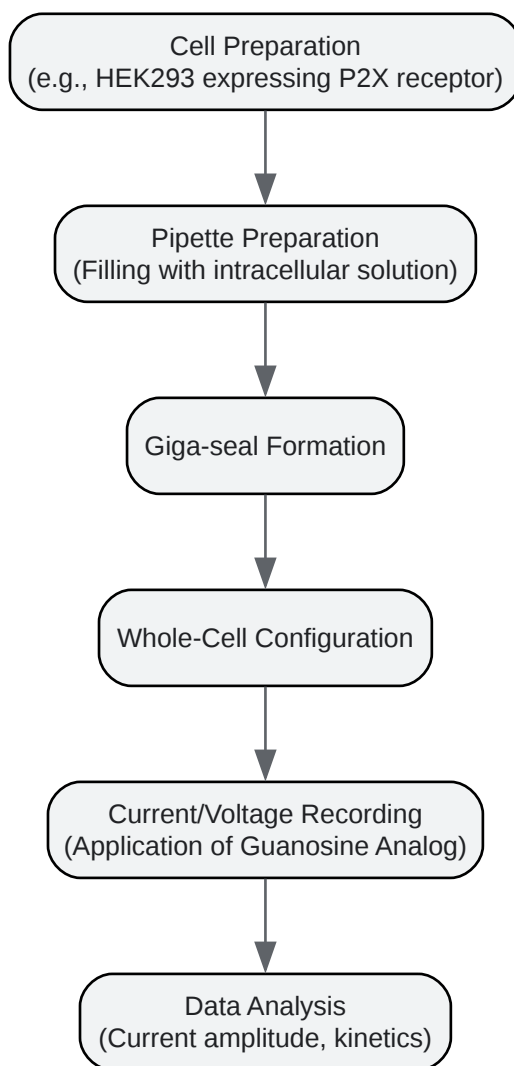 Cell Preparation
(e.g., HEK293 expressing P2X receptor)
Pipette Preparation
(Filling with intracellular solution)
Giga-seal Formation
Whole-Cell Configuration
Current/Voltage Recording
(Application of Guanosine Analog)
Data Analysis
(Current amplitude, kinetics)